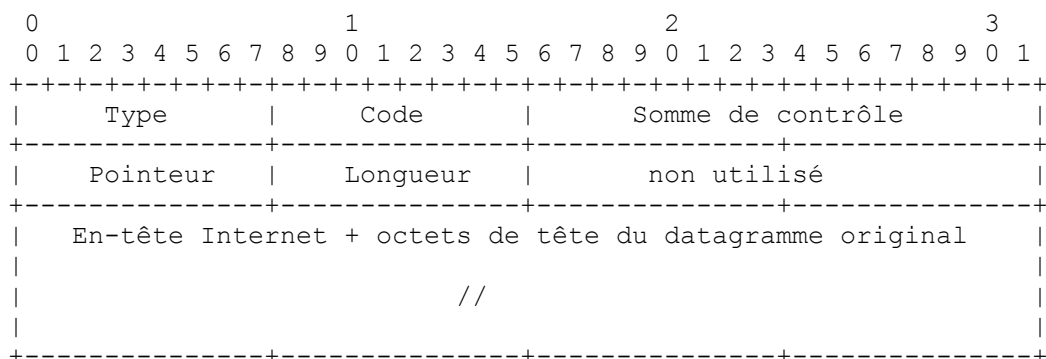 0                   1                   2                   3
 0 1 2 3 4 5 6 7 8 9 0 1 2 3 4 5 6 7 8 9 0 1 2 3 4 5 6 7 8 9 0 1
+-+-+-+-+-+-+-+-+-+-+-+-+-+-+-+-+-+-+-+-+-+-+-+-+-+-+-+-+-+-+-+-+
|     Type      |     Code      |      Somme de contrôle        |
+---------------+---------------+---------------+---------------+
|    Pointeur   |    Longueur   |       non utilisé             |
+---------------+---------------+---------------+---------------+
|   En-tête Internet + octets de tête du datagramme original    |
|                                                               |
|                           //                                  |
|                                                               |
+---------------+---------------+---------------+---------------+